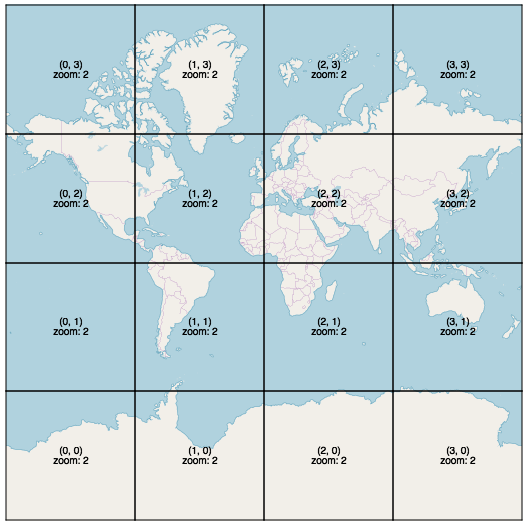 (0, 3)
zoom: 2
(1, 3)
zoom: 2
(2, 3)
zoom: 2
(3, 3)
zoom: 2
(0, 2)
zoom: 2
(1, 2)
zoom: 2
(2, 2)
zoom: 2
(3, 2)
zoom: 2
(0, 1)
zoom: 2
(1, 1)
zoom: 2
(2, 1)
zoom: 2
(3, 1)
zoom: 2
(0, 0)
zoom: 2
(1, 0)
zoom: 2
(2, 0)
zoom: 2
(3, 0)
zoom: 2